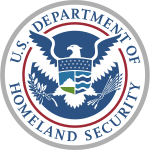 U.S. DEPARTMENT OF
HOMELAND SECURITY